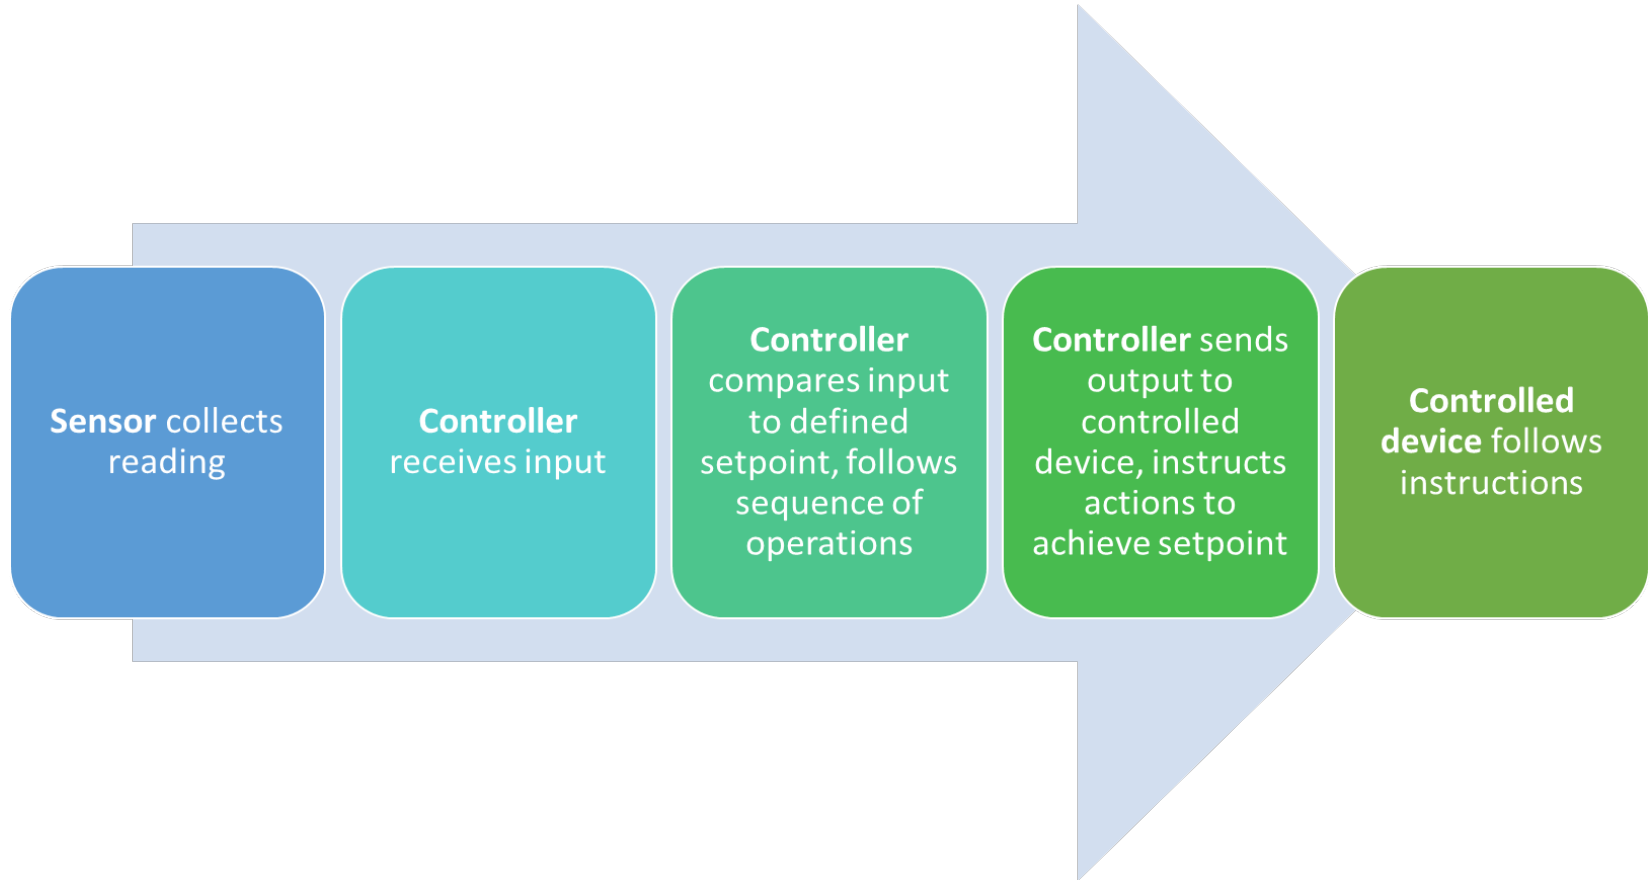 Sensor collects
reading
Controller
receives input
Controller
compares input
to defined
setpoint, follows
sequence of
operations
Controller sends
output to
controlled
device, instructs
actions to
achieve setpoint
Controlled
device follows
instructions